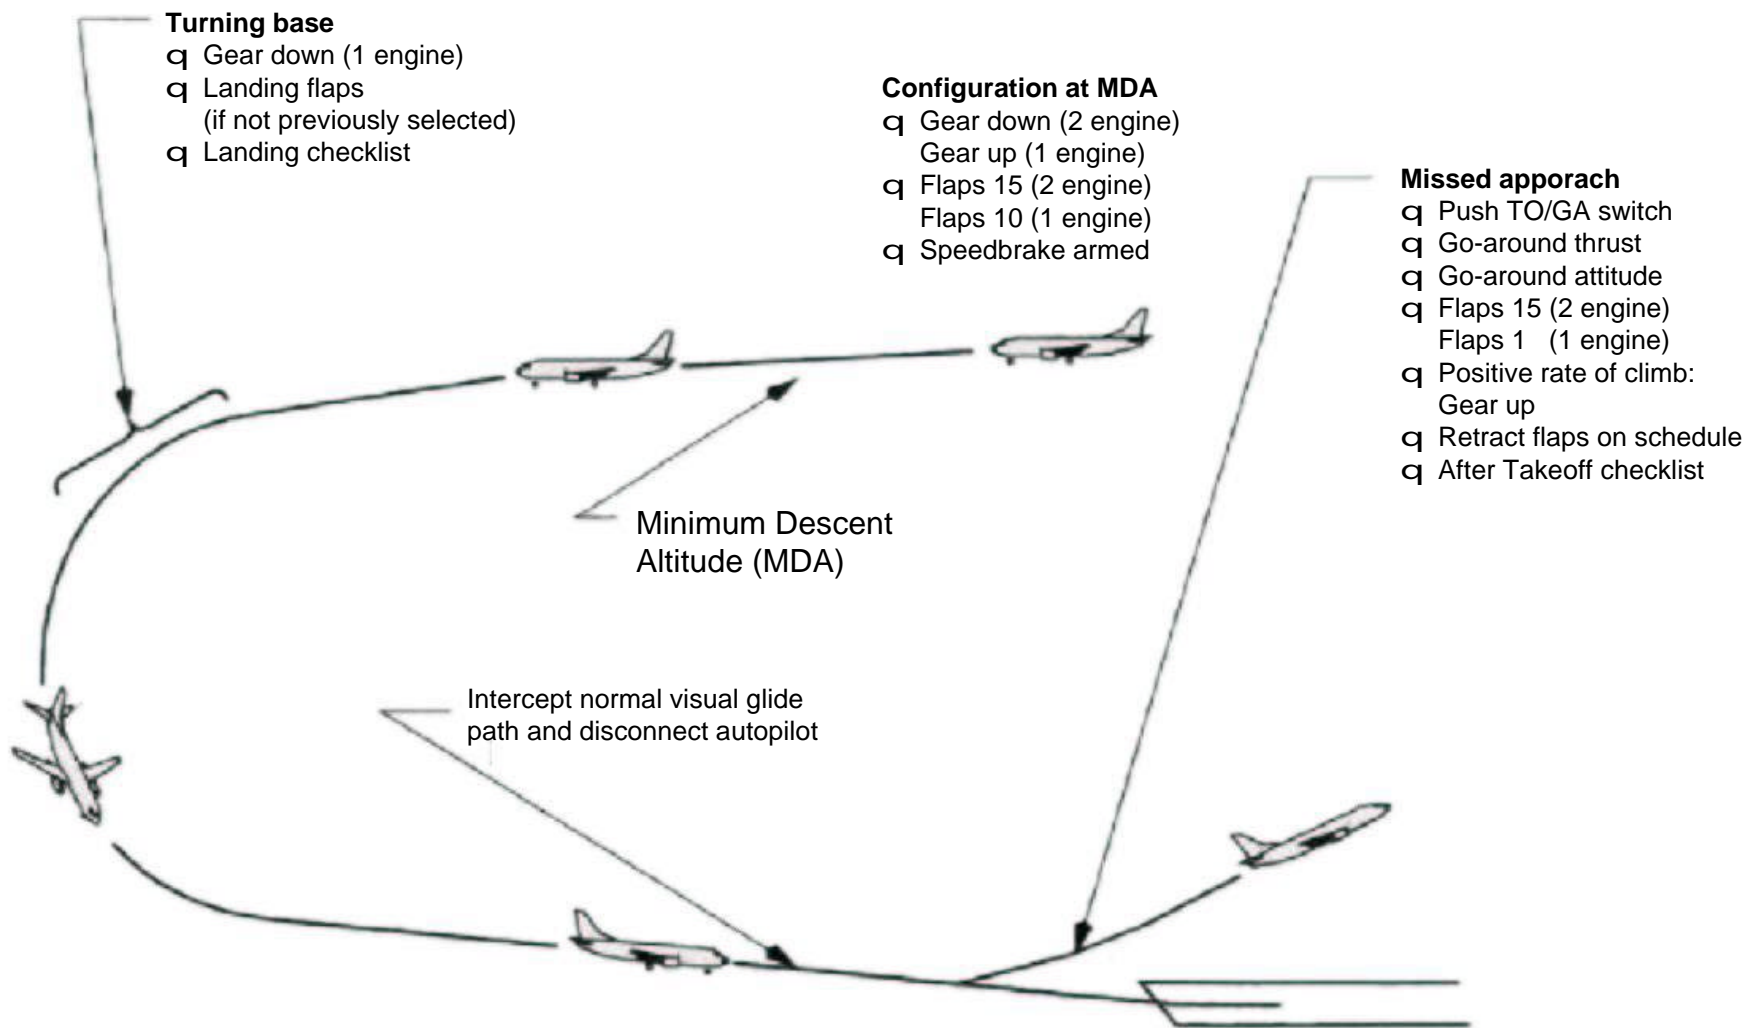 Turning base
q Gear down (1 engine)
q Landing flaps
(if not previously selected)
q Landing checklist
Configuration at MDA
q Gear down (2 engine)
Gear up (1 engine)
q Flaps 15 (2 engine)
Flaps 10 (1 engine)
q Speedbrake armed
Missed apporach
q Push TO/GA switch
q Go-around thrust
q Go-around attitude
q Flaps 15 (2 engine)
Flaps 1 (1 engine)
q Positive rate of climb:
Gear up
q Retract flaps on schedule
q After Takeoff checklist
Minimum Descent
Altitude (MDA)
Intercept normal visual glide
path and disconnect autopilot